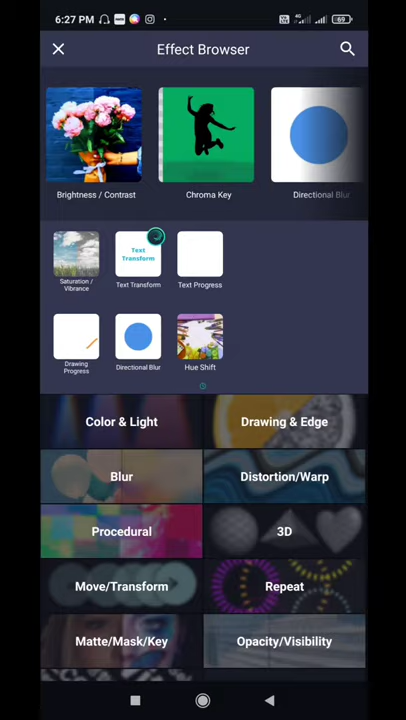 6:27 PM
4G
69
Effect Browser
Brightness / Contrast
Chroma Key
Directional Blur
Text
Transform
Saturation /
Vibrance
Text Transform
Text Progress
Drawing
Progress
Directional Blur
Hue Shift
Color & Light
Drawing & Edge
Blur
Distortion/Warp
Procedural
3D
Move/Transform
Repeat
Matte/Mask/Key
Opacity/Visibility